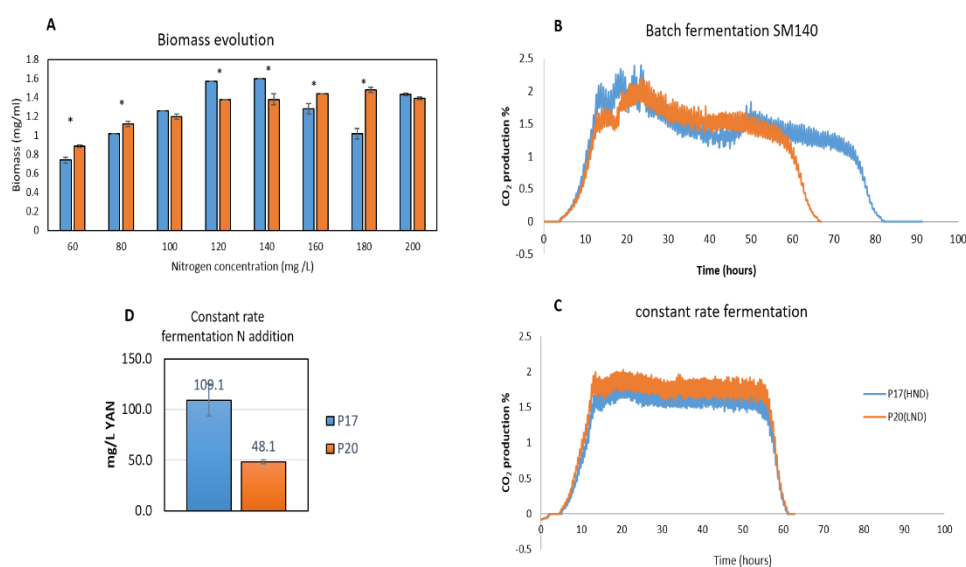 A
Biomass evolution
Biomass (mg/ml)
1.8
1.6
1.4
1.2
1
0.8
0.6
0.4
0.2
0
*
*
*
*
*
*
60 80 100 120 140 160 180 200
Nitrogen concentration (mg /L)
B
Batch fermentation SM140
CO2 production %
2.5
2
1.5
1
0.5
0
-0.5
0 10 20 30 40 50 60 70 80 90 100
Time (hours)
D
Constant rate
fermentation N addition
mg/L YAN
150.0
100.0
50.0
0.0
109.1
48.1
P17
P20
C
constant rate fermentation
CO2 production %
2.5
2
1.5
1
0.5
0
-0.5
0 10 20 30 40 50 60 70 80 90 100
P17(HND)
P20(LND)
Time (hours)